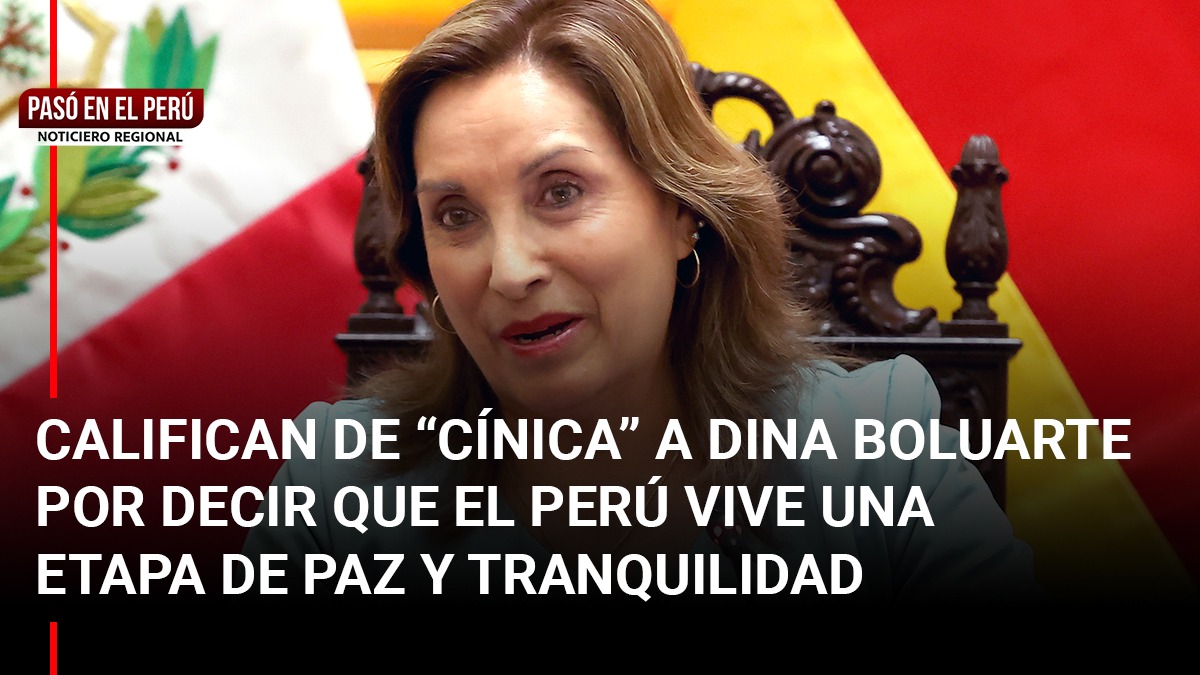 PASÓ EN EL PERÚ
NOTICIERO REGIONAL
CALIFICAN DE “CÍNICA” A DINA BOLUARTE
POR DECIR QUE EL PERÚ VIVE UNA
ETAPA DE PAZ Y TRANQUILIDAD